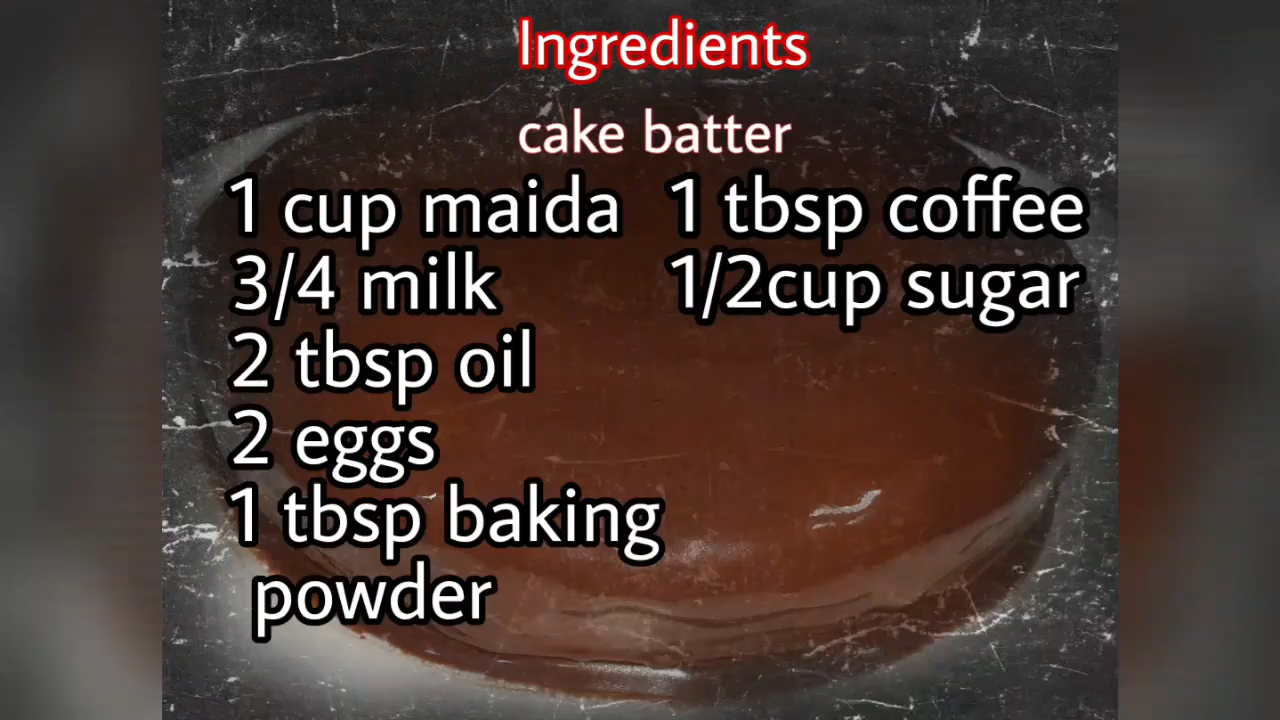 Ingredients
cake batter
1 cup maida
3/4 milk
2 tbsp oil
2 eggs
1 tbsp baking
powder
1 tbsp coffee
1/2cup sugar